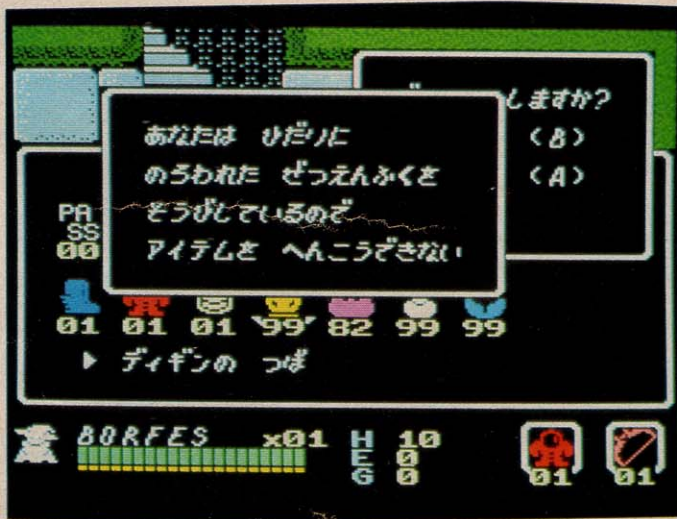 しますか?
(B)
(A)
あなたは ひだりに
のろわれた ぜつえんふくを
そうびしているので
アイテムを へんこうできない
PA
SS
00
01 01 01 99 82 99 99
▶ ディギンの つぼ
BORFES x01
H 10
E 0
G 0
01 01